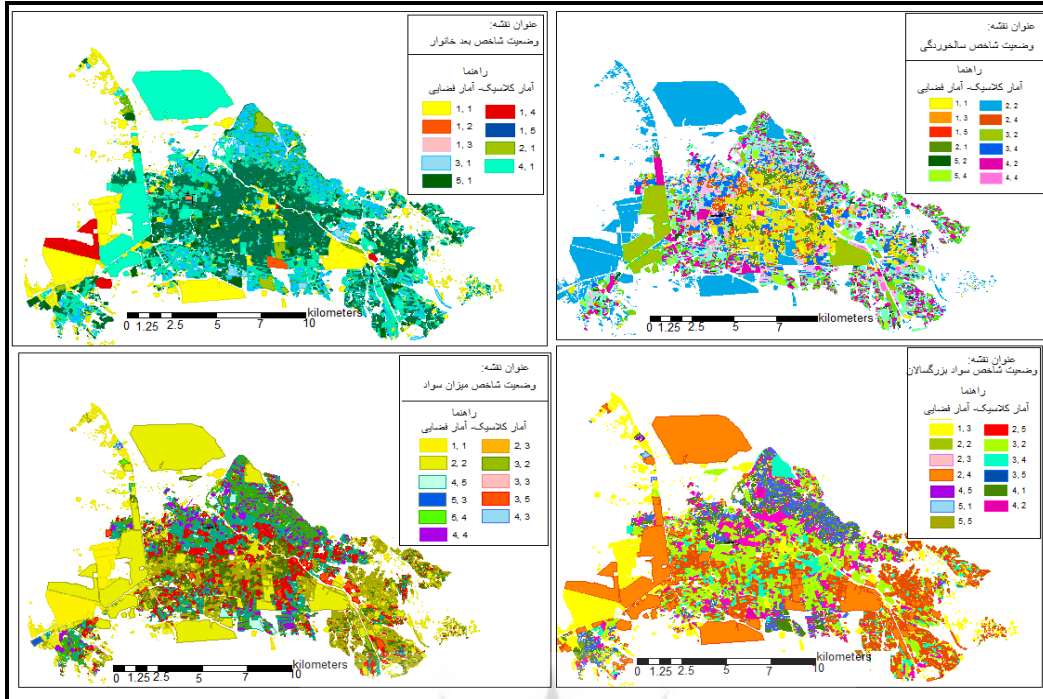 عنوان نقشه:
وضعیت شاخص بعد خانوار
راهنما
آمار کلاسیک- آمار فضایی
1, 1
1, 4
1, 2
1, 5
1, 3
2, 1
3, 1
4, 1
5, 1
kilometers
0 1.25 2.5 5 7 10
عنوان نقشه:
وضعیت شاخص سالخوردگی
راهنما
آمار کلاسیک- آمار فضایی
1, 1
2, 2
1, 3
2, 4
1, 5
3, 2
2, 1
3, 4
5, 2
4, 2
5, 4
4, 4
kilometers
0 1.25 2.5 5 7 0
عنوان نقشه:
وضعیت شاخص میزان سواد
راهنما
آمار کلاسیک- آمار فضایی
1, 1
2, 3
2, 2
3, 2
4, 5
3, 3
5, 3
3, 5
5, 4
4, 3
4, 4
kilometers
0 1.25 2.5 5 7 0
عنوان نقشه:
وضعیت شاخص سواد بزرگسالان
راهنما
آمار کلاسیک- آمار فضایی
1, 3
2, 5
2, 2
3, 2
2, 3
3, 4
2, 4
3, 5
4, 5
4, 1
5, 1
4, 2
5, 5
kilometers
0 1.25 2.5 5 7 0